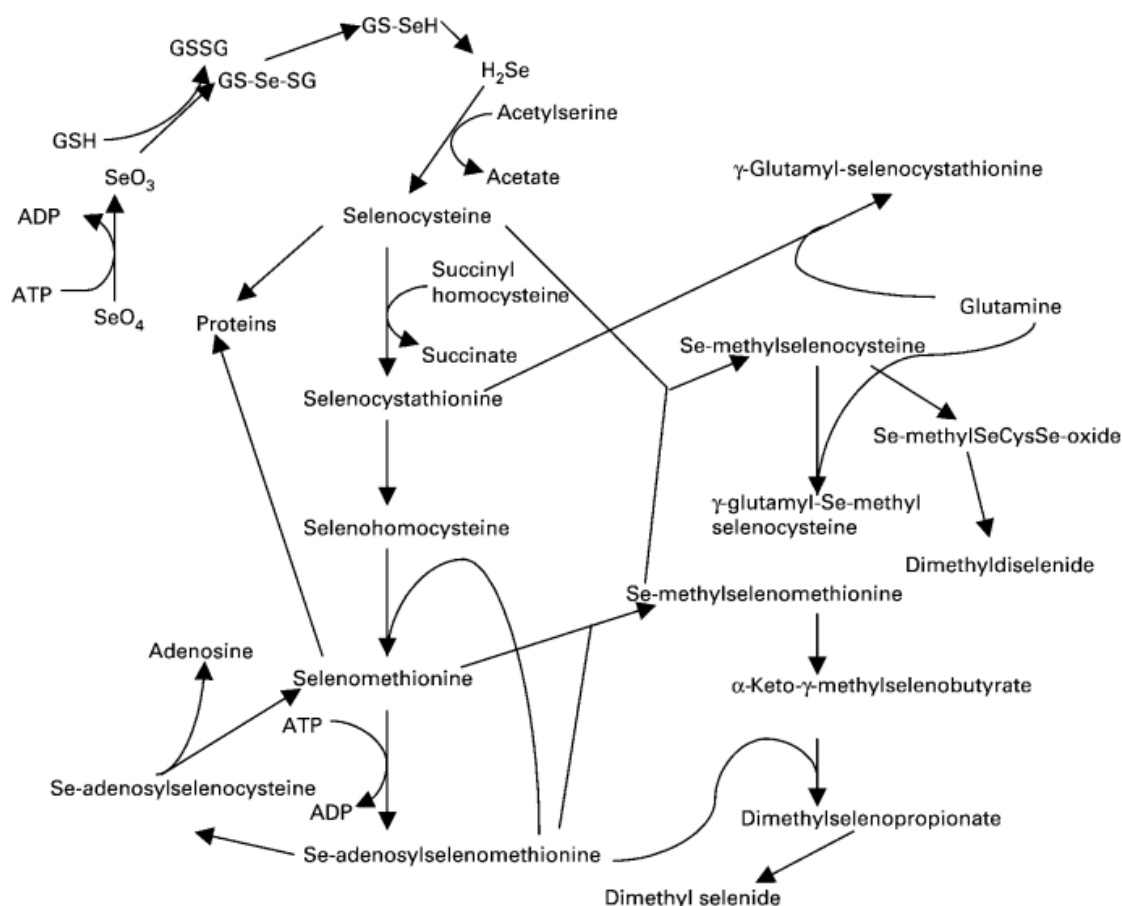 GS-SeH
GSSG
GS-Se-SG
H₂Se
Acetylserine
GSH
SeO₃
Acetate
γ-Glutamyl-selenocystathionine
ADP
Selenocysteine
Succinyl
homocysteine
ATP
SeO₄
Proteins
Glutamine
Succinate
Se-methylselenocysteine
Selenocystathionine
Se-methylSeCysSe-oxide
γ-glutamyl-Se-methyl
selenocysteine
Selenohomocysteine
Dimethyldiselenide
Se-methylselenomethionine
Adenosine
Selenomethionine
α-Keto-γ-methylselenobutyrate
ATP
Se-adenosylselenocysteine
ADP
Dimethylselenopropionate
Se-adenosylselenomethionine
Dimethyl selenide